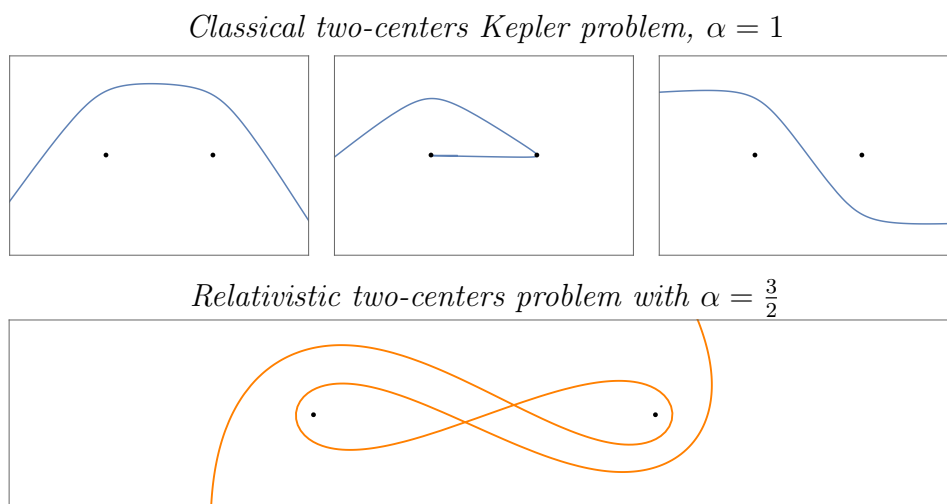 Classical two-centers Kepler problem, α = 1
Relativistic two-centers problem with α = 3/2